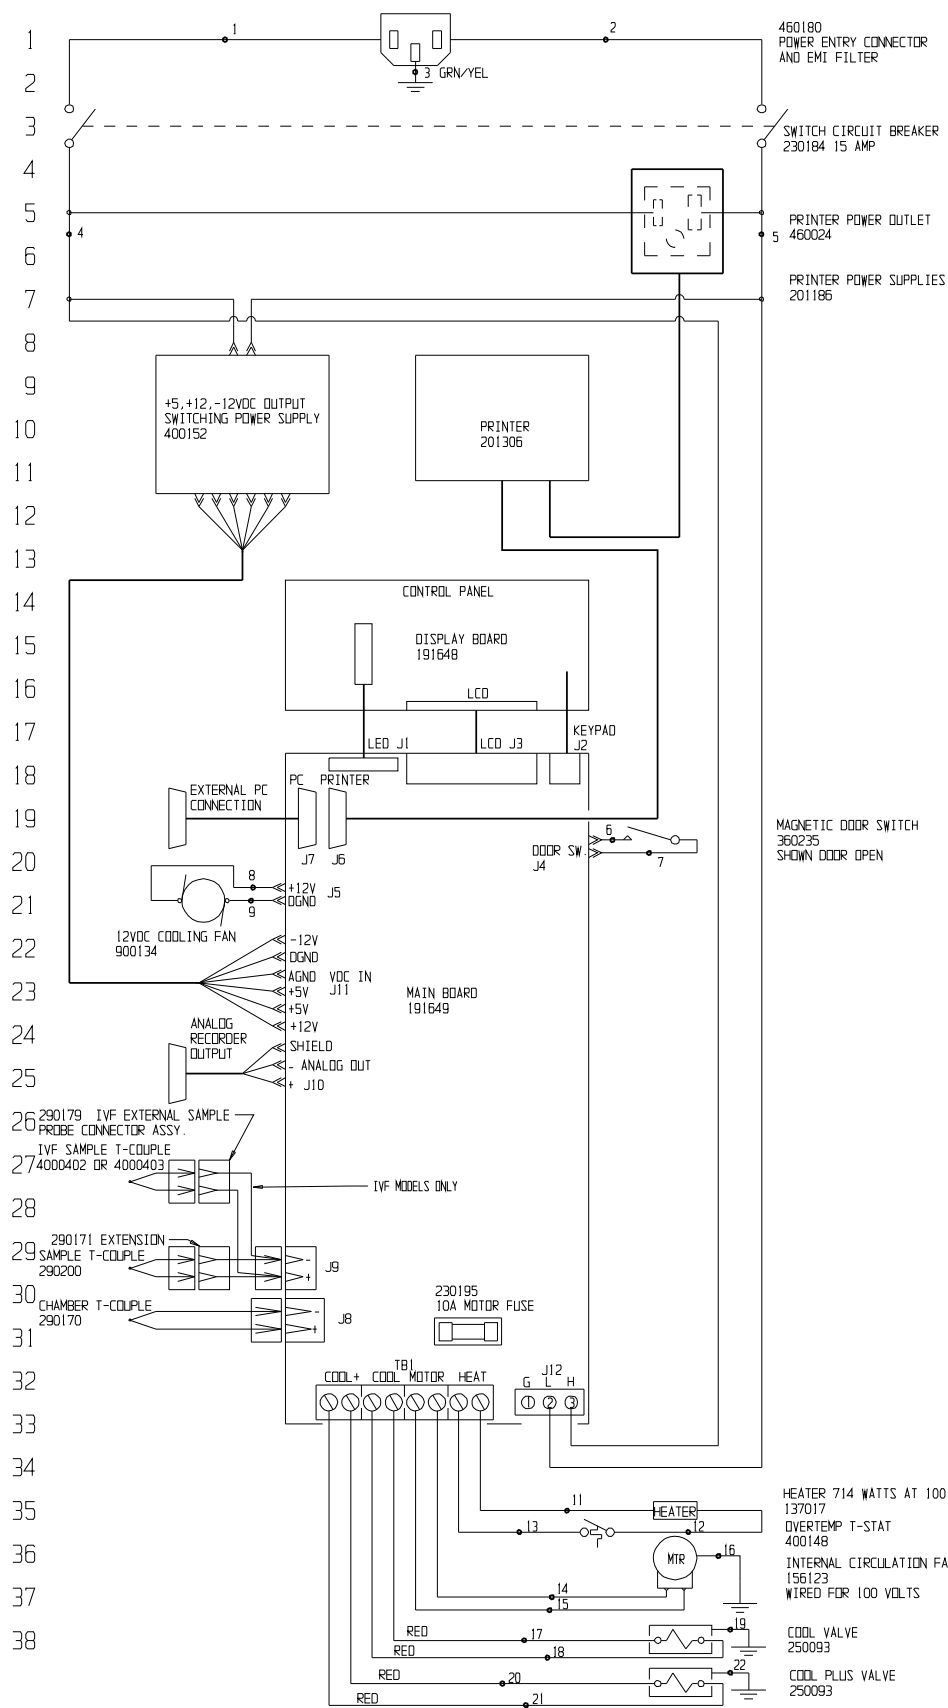 1
1
2
460180
POWER ENTRY CONNECTOR
AND EMI FILTER
2
3 GRN/YEL
3
SWITCH CIRCUIT BREAKER
230184 15 AMP
4
5
PRINTER POWER OUTLET
460024
4
5
6
PRINTER POWER SUPPLIES
201186
7
8
9
+5,+12,-12VDC OUTPUT
SWITCHING POWER SUPPLY
400152
10
PRINTER
201306
11
12
13
14
CONTROL PANEL
15
DISPLAY BOARD
191648
16
LCD
17
KEYPAD
LED J1
LCD J3
J2
18
PC
PRINTER
EXTERNAL PC
CONNECTION
19
6
MAGNETIC DOOR SWITCH
360235
SHOWN DOOR OPEN
J7
J6
DOOR SW.
J4
7
20
8
+12V
J5
DGND
21
9
12VDC COOLING FAN
900134
22
-12V
DGND
AGND VDC IN
23
+5V
J11
MAIN BOARD
191649
+5V
24
+12V
ANALOG
RECORDER
OUTPUT
SHIELD
- ANALOG OUT
25
+ J10
26
290179 IVF EXTERNAL SAMPLE
PROBE CONNECTOR ASSY.
27
IVF SAMPLE T-COUPLE
4000402 OR 4000403
IVF MODELS ONLY
28
290171 EXTENSION
29
SAMPLE T-COUPLE
290200
-
+
J9
30
230195
10A MOTOR FUSE
CHAMBER T-COUPLE
290170
-
+
J8
31
32
TB1
COOL+ COOL MOTOR HEAT
J12
G L H
1 2 3
33
34
HEATER 714 WATTS AT 100
137017
35
11
HEATER
13
12
OVERTEMP T-STAT
400148
36
MTR
16
INTERNAL CIRCULATION FA
156123
WIRED FOR 100 VOLTS
37
14
15
38
RED
17
19
COOL VALVE
250093
RED
18
RED
20
22
COOL PLUS VALVE
250093
RED
21